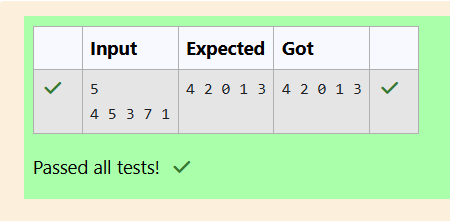 Input Expected Got
5 4 2 0 1 3 4 2 0 1 3
4 5 3 7 1
Passed all tests!